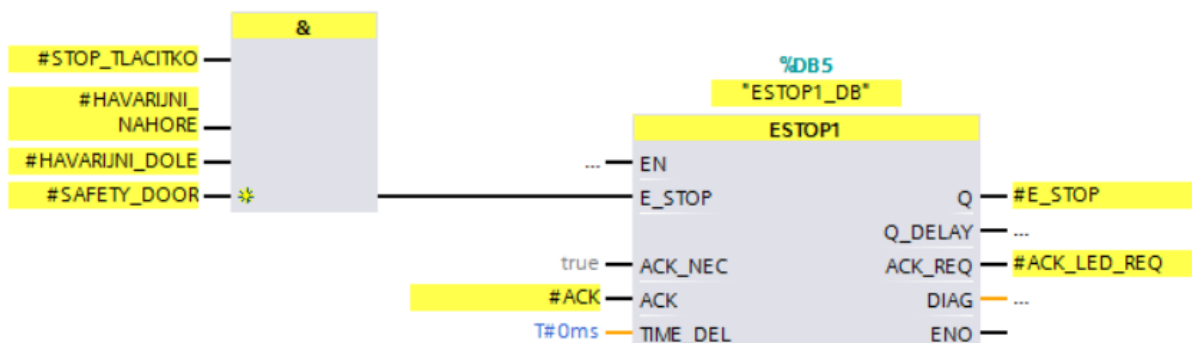 &
#STOP_TLACITKO
#HAVARIJNI_
NAHORE
#HAVARIJNI_DOLE
#SAFETY_DOOR
%DB5
"ESTOP1_DB"
ESTOP1
... EN
E_STOP Q #E_STOP
Q_DELAY ...
true ACK_NEC ACK_REQ #ACK_LED_REQ
#ACK ACK DIAG ...
T#0ms TIME_DEL ENO